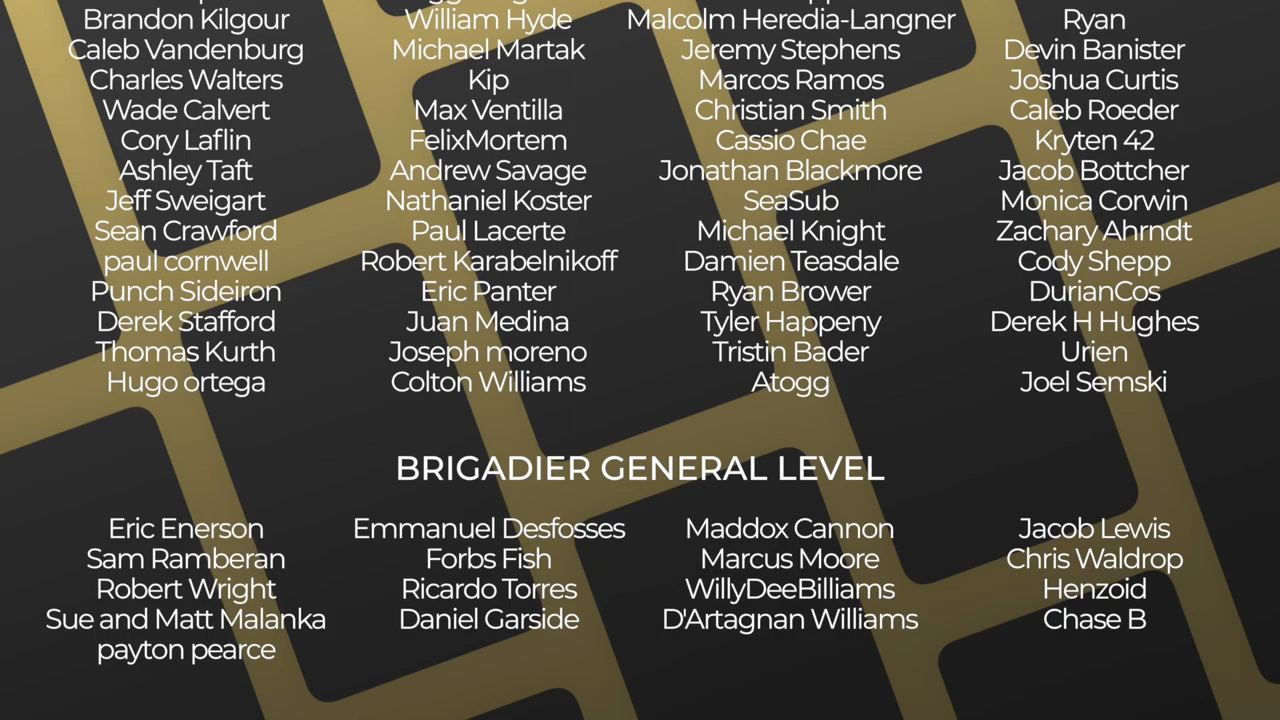 Brandon Kilgour
Caleb Vandenburg
Charles Walters
Wade Calvert
Cory Laflin
Ashley Taft
Jeff Sweigart
Sean Crawford
paul cornwell
Punch Sideiron
Derek Stafford
Thomas Kurth
Hugo ortega
William Hyde
Michael Martak
Kip
Max Ventilla
FelixMortem
Andrew Savage
Nathaniel Koster
Paul Lacerte
Robert Karabelnikoff
Eric Panter
Juan Medina
Joseph moreno
Colton Williams
Malcolm Heredia-Langner
Jeremy Stephens
Marcos Ramos
Christian Smith
Cassio Chae
Jonathan Blackmore
SeaSub
Michael Knight
Damien Teasdale
Ryan Brower
Tyler Happeny
Tristin Bader
Atogg
Ryan
Devin Banister
Joshua Curtis
Caleb Roeder
Kryten 42
Jacob Bottcher
Monica Corwin
Zachary Ahrndt
Cody Shepp
DurianCos
Derek H Hughes
Urien
Joel Semski
BRIGADIER GENERAL LEVEL
Eric Enerson
Sam Ramberan
Robert Wright
Sue and Matt Malanka
payton pearce
Emmanuel Desfosses
Forbs Fish
Ricardo Torres
Daniel Garside
Maddox Cannon
Marcus Moore
WillyDeeBilliams
D'Artagnan Williams
Jacob Lewis
Chris Waldrop
Henzoid
Chase B